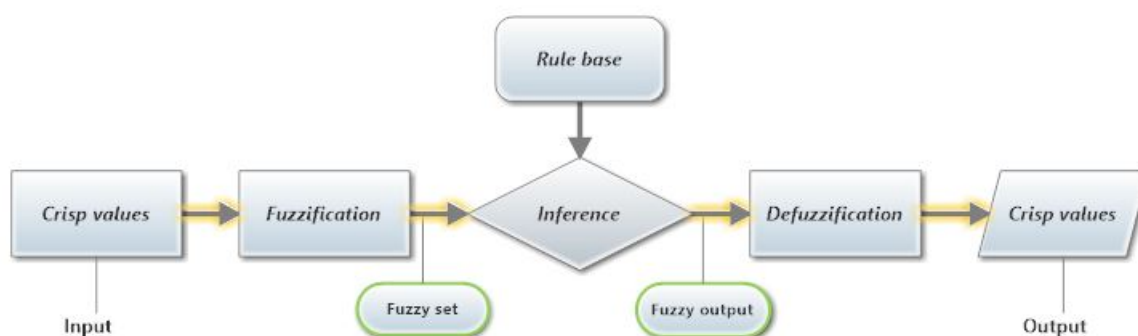 Rule base
Crisp values
Fuzzification
Inference
Defuzzification
Crisp values
Fuzzy set
Fuzzy output
Input
Output